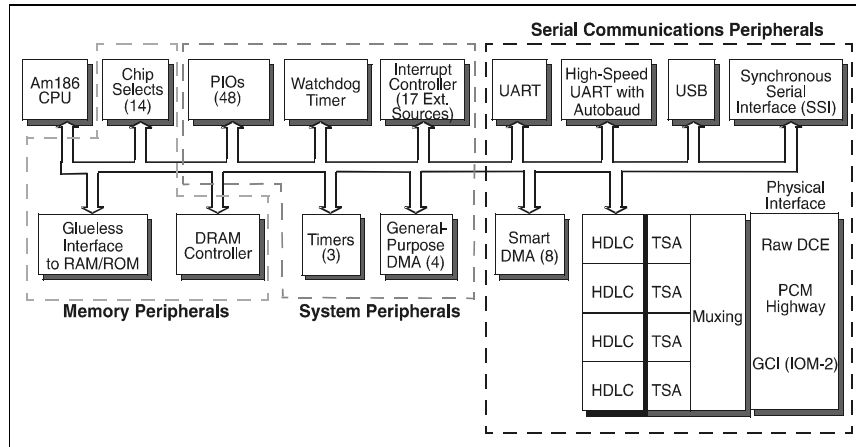 Serial Communications Peripherals
Am186
CPU
Chip
Selects
(14)
PIOs
(48)
Watchdog
Timer
Interrupt
Controller
(17 Ext.
Sources)
UART
High-Speed
UART with
Autobaud
USB
Synchronous
Serial
Interface (SSI)
Glueless
Interface
to RAM/ROM
DRAM
Controller
Timers
(3)
General-
Purpose
DMA (4)
Smart
DMA (8)
HDLC
TSA
HDLC
TSA
HDLC
TSA
HDLC
TSA
Muxing
Physical
Interface
Raw DCE
PCM
Highway
GCI (IOM-2)
Memory Peripherals
System Peripherals